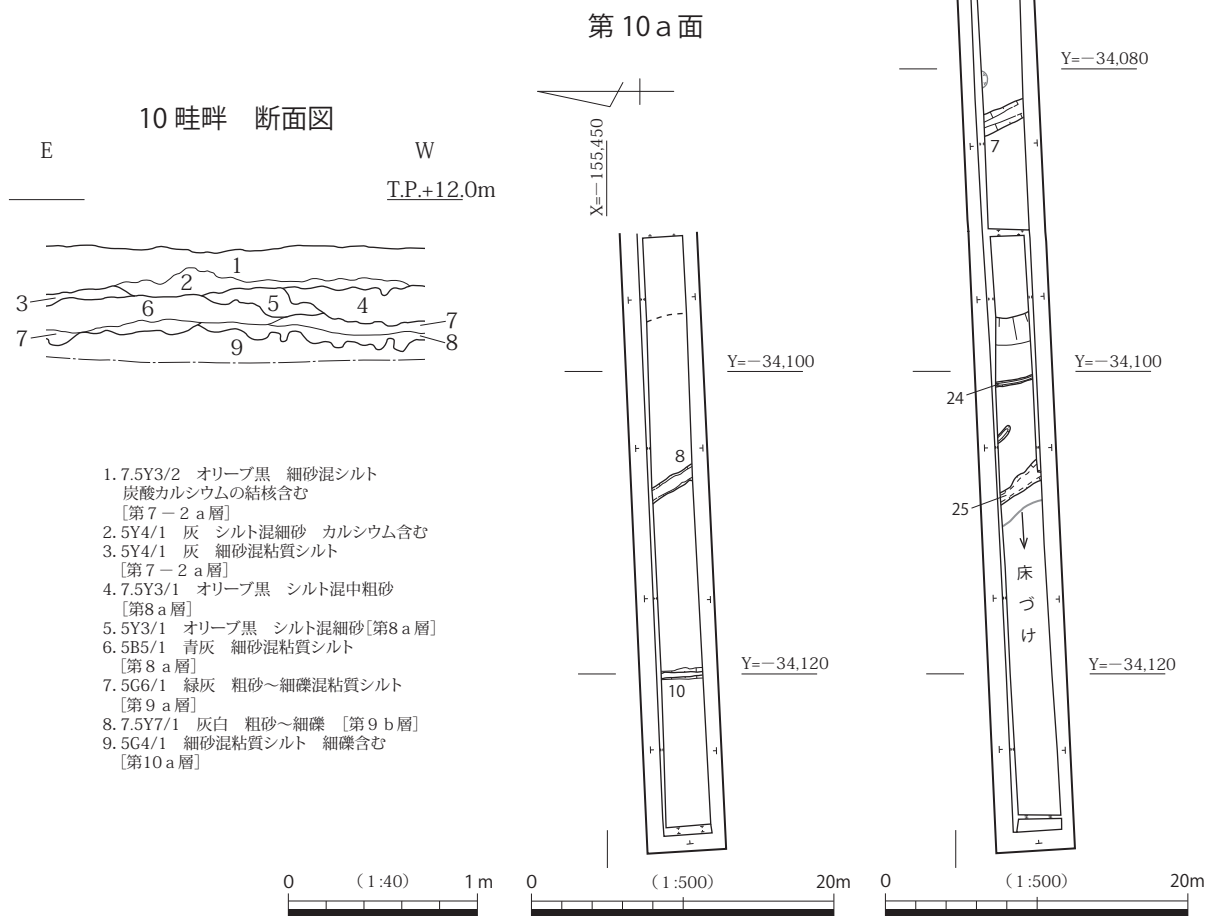 第10a面
10 畦畔　断面図
E
W
T.P.+12.0m
1
2
3
4
5
6
7
7
8
9
1. 7.5Y3/2　オリーブ黒　細砂混シルト
炭酸カルシウムの結核含む
［第７−２ａ層］
2. 5Y4/1　灰　シルト混細砂　カルシウム含む
3. 5Y4/1　灰　細砂混粘質シルト
［第７−２ａ層］
4. 7.5Y3/1　オリーブ黒　シルト混中粗砂
［第8ａ層］
5. 5Y3/1　オリーブ黒　シルト混細砂［第8ａ層］
6. 5B5/1　青灰　細砂混粘質シルト
［第８ａ層］
7. 5G6/1　緑灰　粗砂～細礫混粘質シルト
［第９ａ層］
8. 7.5Y7/1　灰白　粗砂～細礫　［第９ｂ層］
9. 5G4/1　細砂混粘質シルト　細礫含む
［第10ａ層］
0
（1:40）
1 m
X=−155,450
Y=−34,100
8
Y=−34,120
10
0
（1:500）
20m
Y=−34,080
7
Y=−34,100
24
25
床づけ
Y=−34,120
0
（1:500）
20m